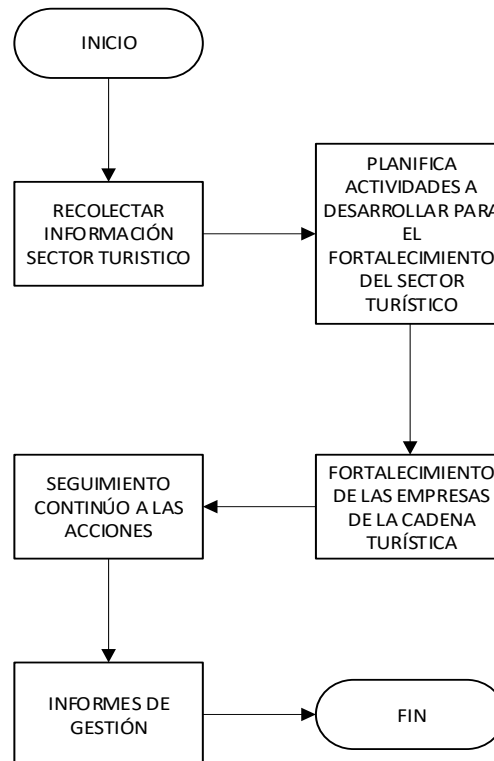 INICIO
RECOLECTAR
INFORMACIÓN
SECTOR TURISTICO
PLANIFICA
ACTIVIDADES A
DESARROLLAR PARA
EL
FORTALECIMIENTO
DEL SECTOR
TURÍSTICO
FORTALECIMIENTO
DE LAS EMPRESAS
DE LA CADENA
TURÍSTICA
SEGUIMIENTO
CONTINÚO A LAS
ACCIONES
INFORMES DE
GESTIÓN
FIN